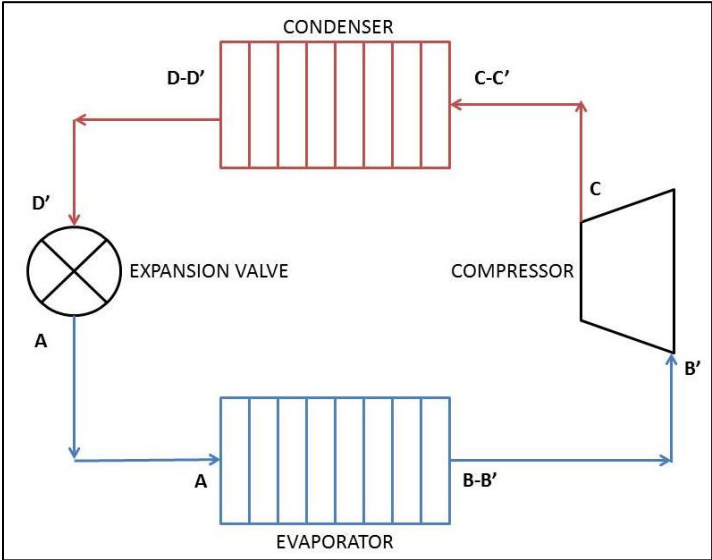 CONDENSER
D-D’
C-C’
D’
C
EXPANSION VALVE
COMPRESSOR
A
B’
A
B-B’
EVAPORATOR